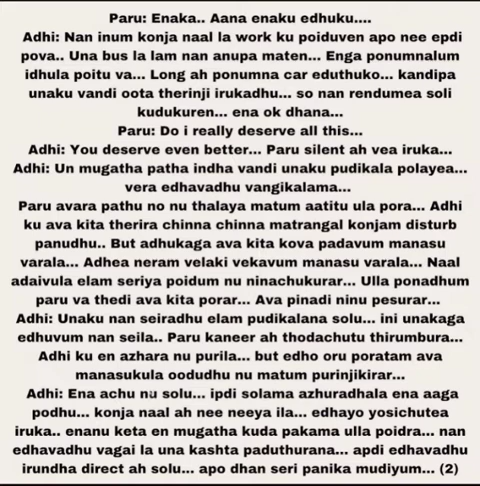 Paru: Enaka.. Aana enaku edhuku....
Adhi: Nan inum konja naal la work ku poiduven apo nee epdi
pova.. Una bus la lam nan anupa maten... Enga ponumnalum
idhula poitu va... Long ah ponumna car eduthuko... kandipa
unaku vandi oota therinji irukadhu... so nan rendumea soli
kudukuren... ena ok dhana...
Paru: Do i really deserve all this...
Adhi: You deserve even better... Paru silent ah vea iruka...
Adhi: Un mugatha patha indha vandi unaku pudikala polayea...
vera edhavadhu vangikalama...
Paru avara pathu no nu thalaya matum aatitu ula pora... Adhi
ku ava kita therira chinna chinna matrangal konjam disturb
panudhu.. But adhukaga ava kita kova padavum manasu
varala... Adhea neram velaki vekavum manasu varala... Naal
adaivula elam seriya poidum nu ninachukurar... Ulla ponadhum
paru va thedi ava kita porar... Ava pinadi ninu pesurar...
Adhi: Unaku nan seiradhu elam pudikalana solu... ini unakaga
edhuvum nan seila.. Paru kaneer ah thodachutu thirumbura...
Adhi ku en azhara nu purila... but edho oru poratam ava
manasukula oodudhu nu matum purinjikirar...
Adhi: Ena achu nu solu... ipdi solama azhuradhala ena aaga
podhu... konja naal ah nee neeya ila... edhayo yosichutea
iruka.. enanu keta en mugatha kuda pakama ulla poidra... nan
edhavadhu vagai la una kashta paduthurana... apdi edhavadhu
irundha direct ah solu... apo dhan seri panika mudiyum... (2)